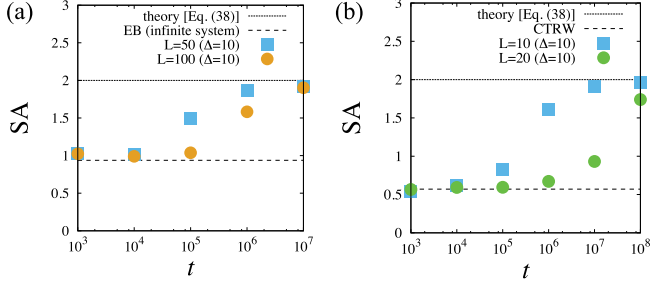 (a)
theory [Eq. (38)]
EB (infinite system)
L=50 (Δ=10)
L=100 (Δ=10)
3
2.5
2
1.5
1
0.5
0
SA
10^3 10^4 10^5 10^6 10^7
t
(b)
theory [Eq. (38)]
CTRW
L=10 (Δ=10)
L=20 (Δ=10)
3
2.5
2
1.5
1
0.5
0
SA
10^3 10^4 10^5 10^6 10^7 10^8
t